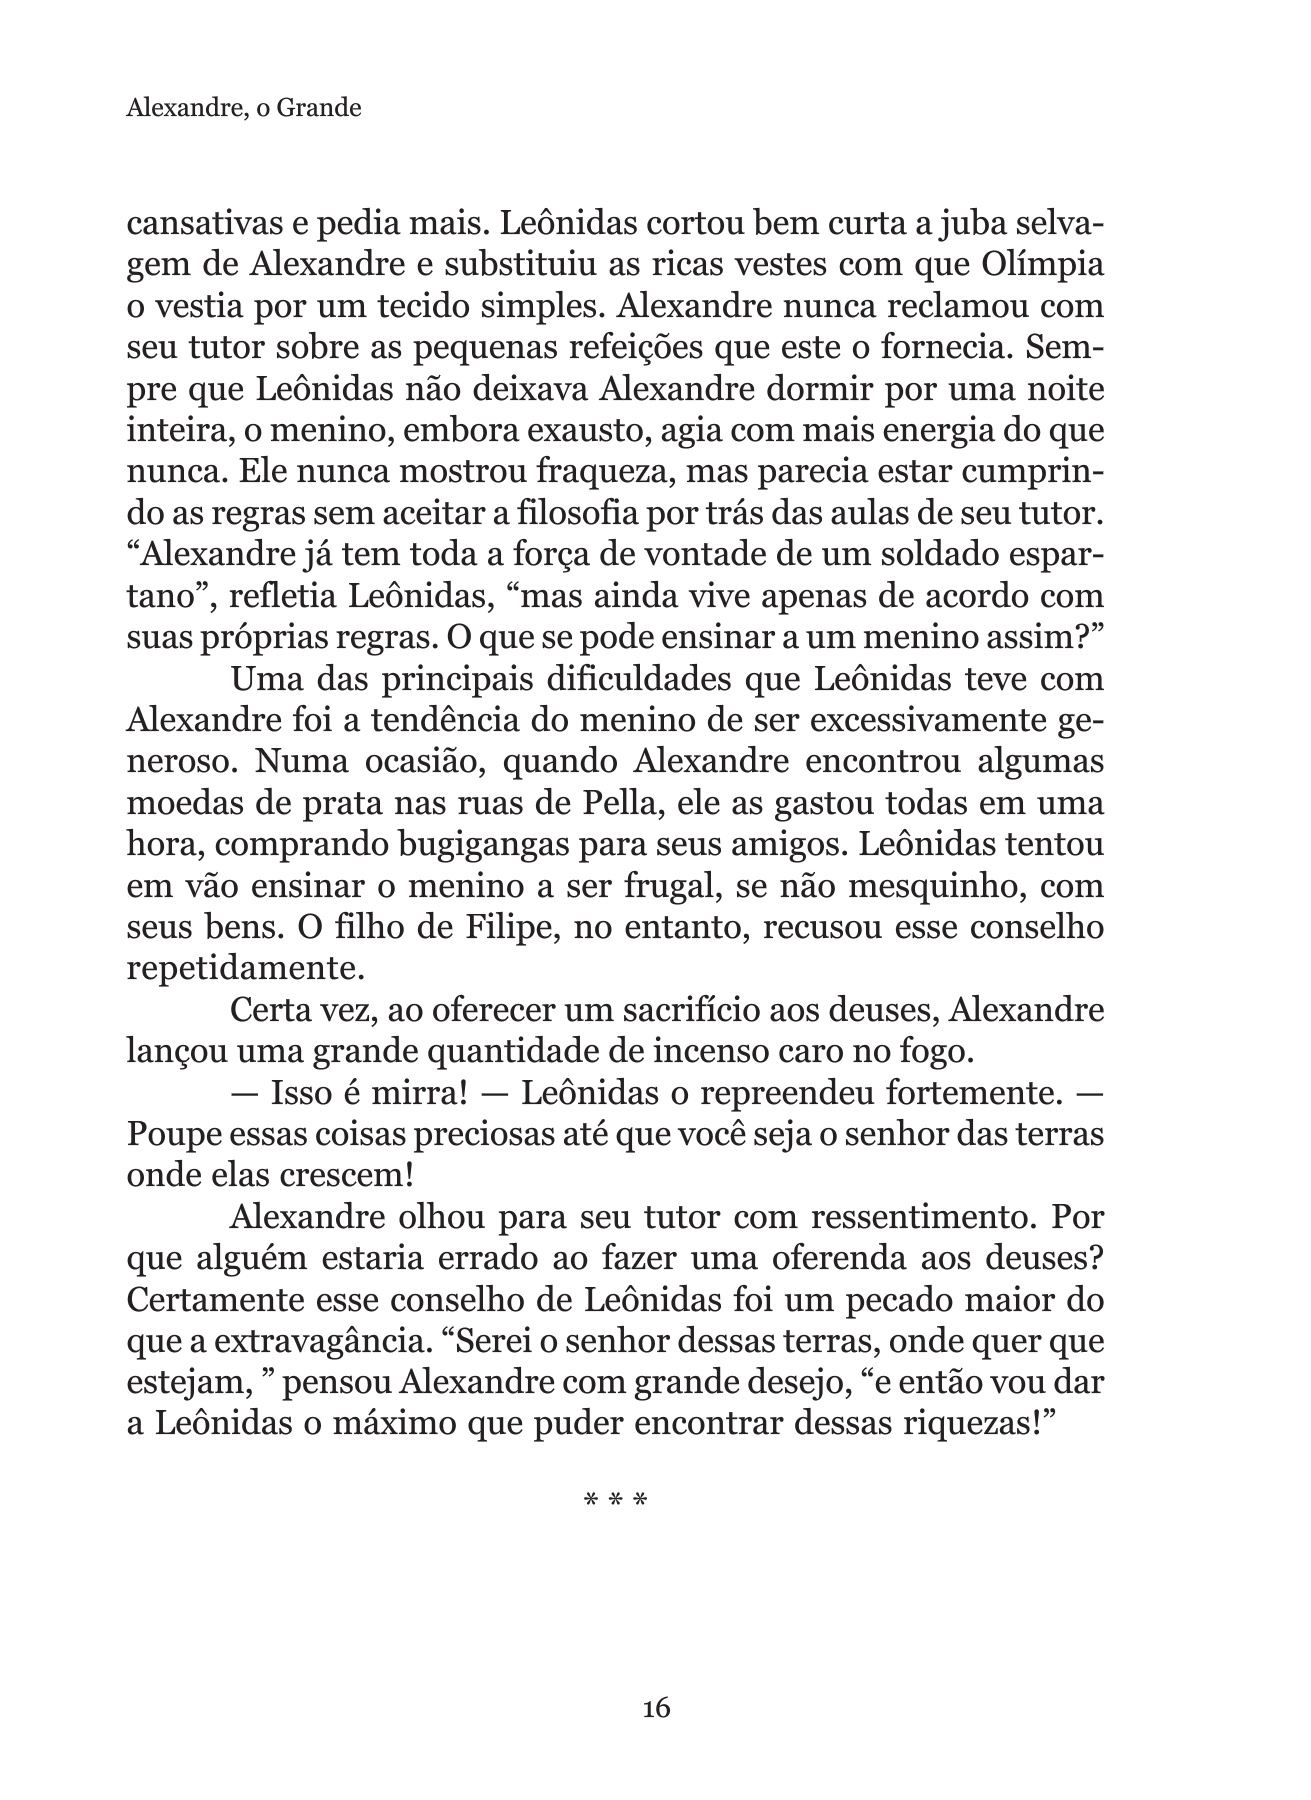 Alexandre, o Grande
cansativas e pedia mais. Leônidas cortou bem curta a juba selva-
gem de Alexandre e substituiu as ricas vestes com que Olímpia
o vestia por um tecido simples. Alexandre nunca reclamou com
seu tutor sobre as pequenas refeições que este o fornecia. Sem-
pre que Leônidas não deixava Alexandre dormir por uma noite
inteira, o menino, embora exausto, agia com mais energia do que
nunca. Ele nunca mostrou fraqueza, mas parecia estar cumprin-
do as regras sem aceitar a filosofia por trás das aulas de seu tutor.
“Alexandre já tem toda a força de vontade de um soldado espar-
tano”, refletia Leônidas, “mas ainda vive apenas de acordo com
suas próprias regras. O que se pode ensinar a um menino assim?”
Uma das principais dificuldades que Leônidas teve com
Alexandre foi a tendência do menino de ser excessivamente ge-
neroso. Numa ocasião, quando Alexandre encontrou algumas
moedas de prata nas ruas de Pella, ele as gastou todas em uma
hora, comprando bugigangas para seus amigos. Leônidas tentou
em vão ensinar o menino a ser frugal, se não mesquinho, com
seus bens. O filho de Filipe, no entanto, recusou esse conselho
repetidamente.
Certa vez, ao oferecer um sacrifício aos deuses, Alexandre
lançou uma grande quantidade de incenso caro no fogo.
— Isso é mirra! — Leônidas o repreendeu fortemente. —
Poupe essas coisas preciosas até que você seja o senhor das terras
onde elas crescem!
Alexandre olhou para seu tutor com ressentimento. Por
que alguém estaria errado ao fazer uma oferenda aos deuses?
Certamente esse conselho de Leônidas foi um pecado maior do
que a extravagância. “Serei o senhor dessas terras, onde quer que
estejam, ” pensou Alexandre com grande desejo, “e então vou dar
a Leônidas o máximo que puder encontrar dessas riquezas!”
* * *
16